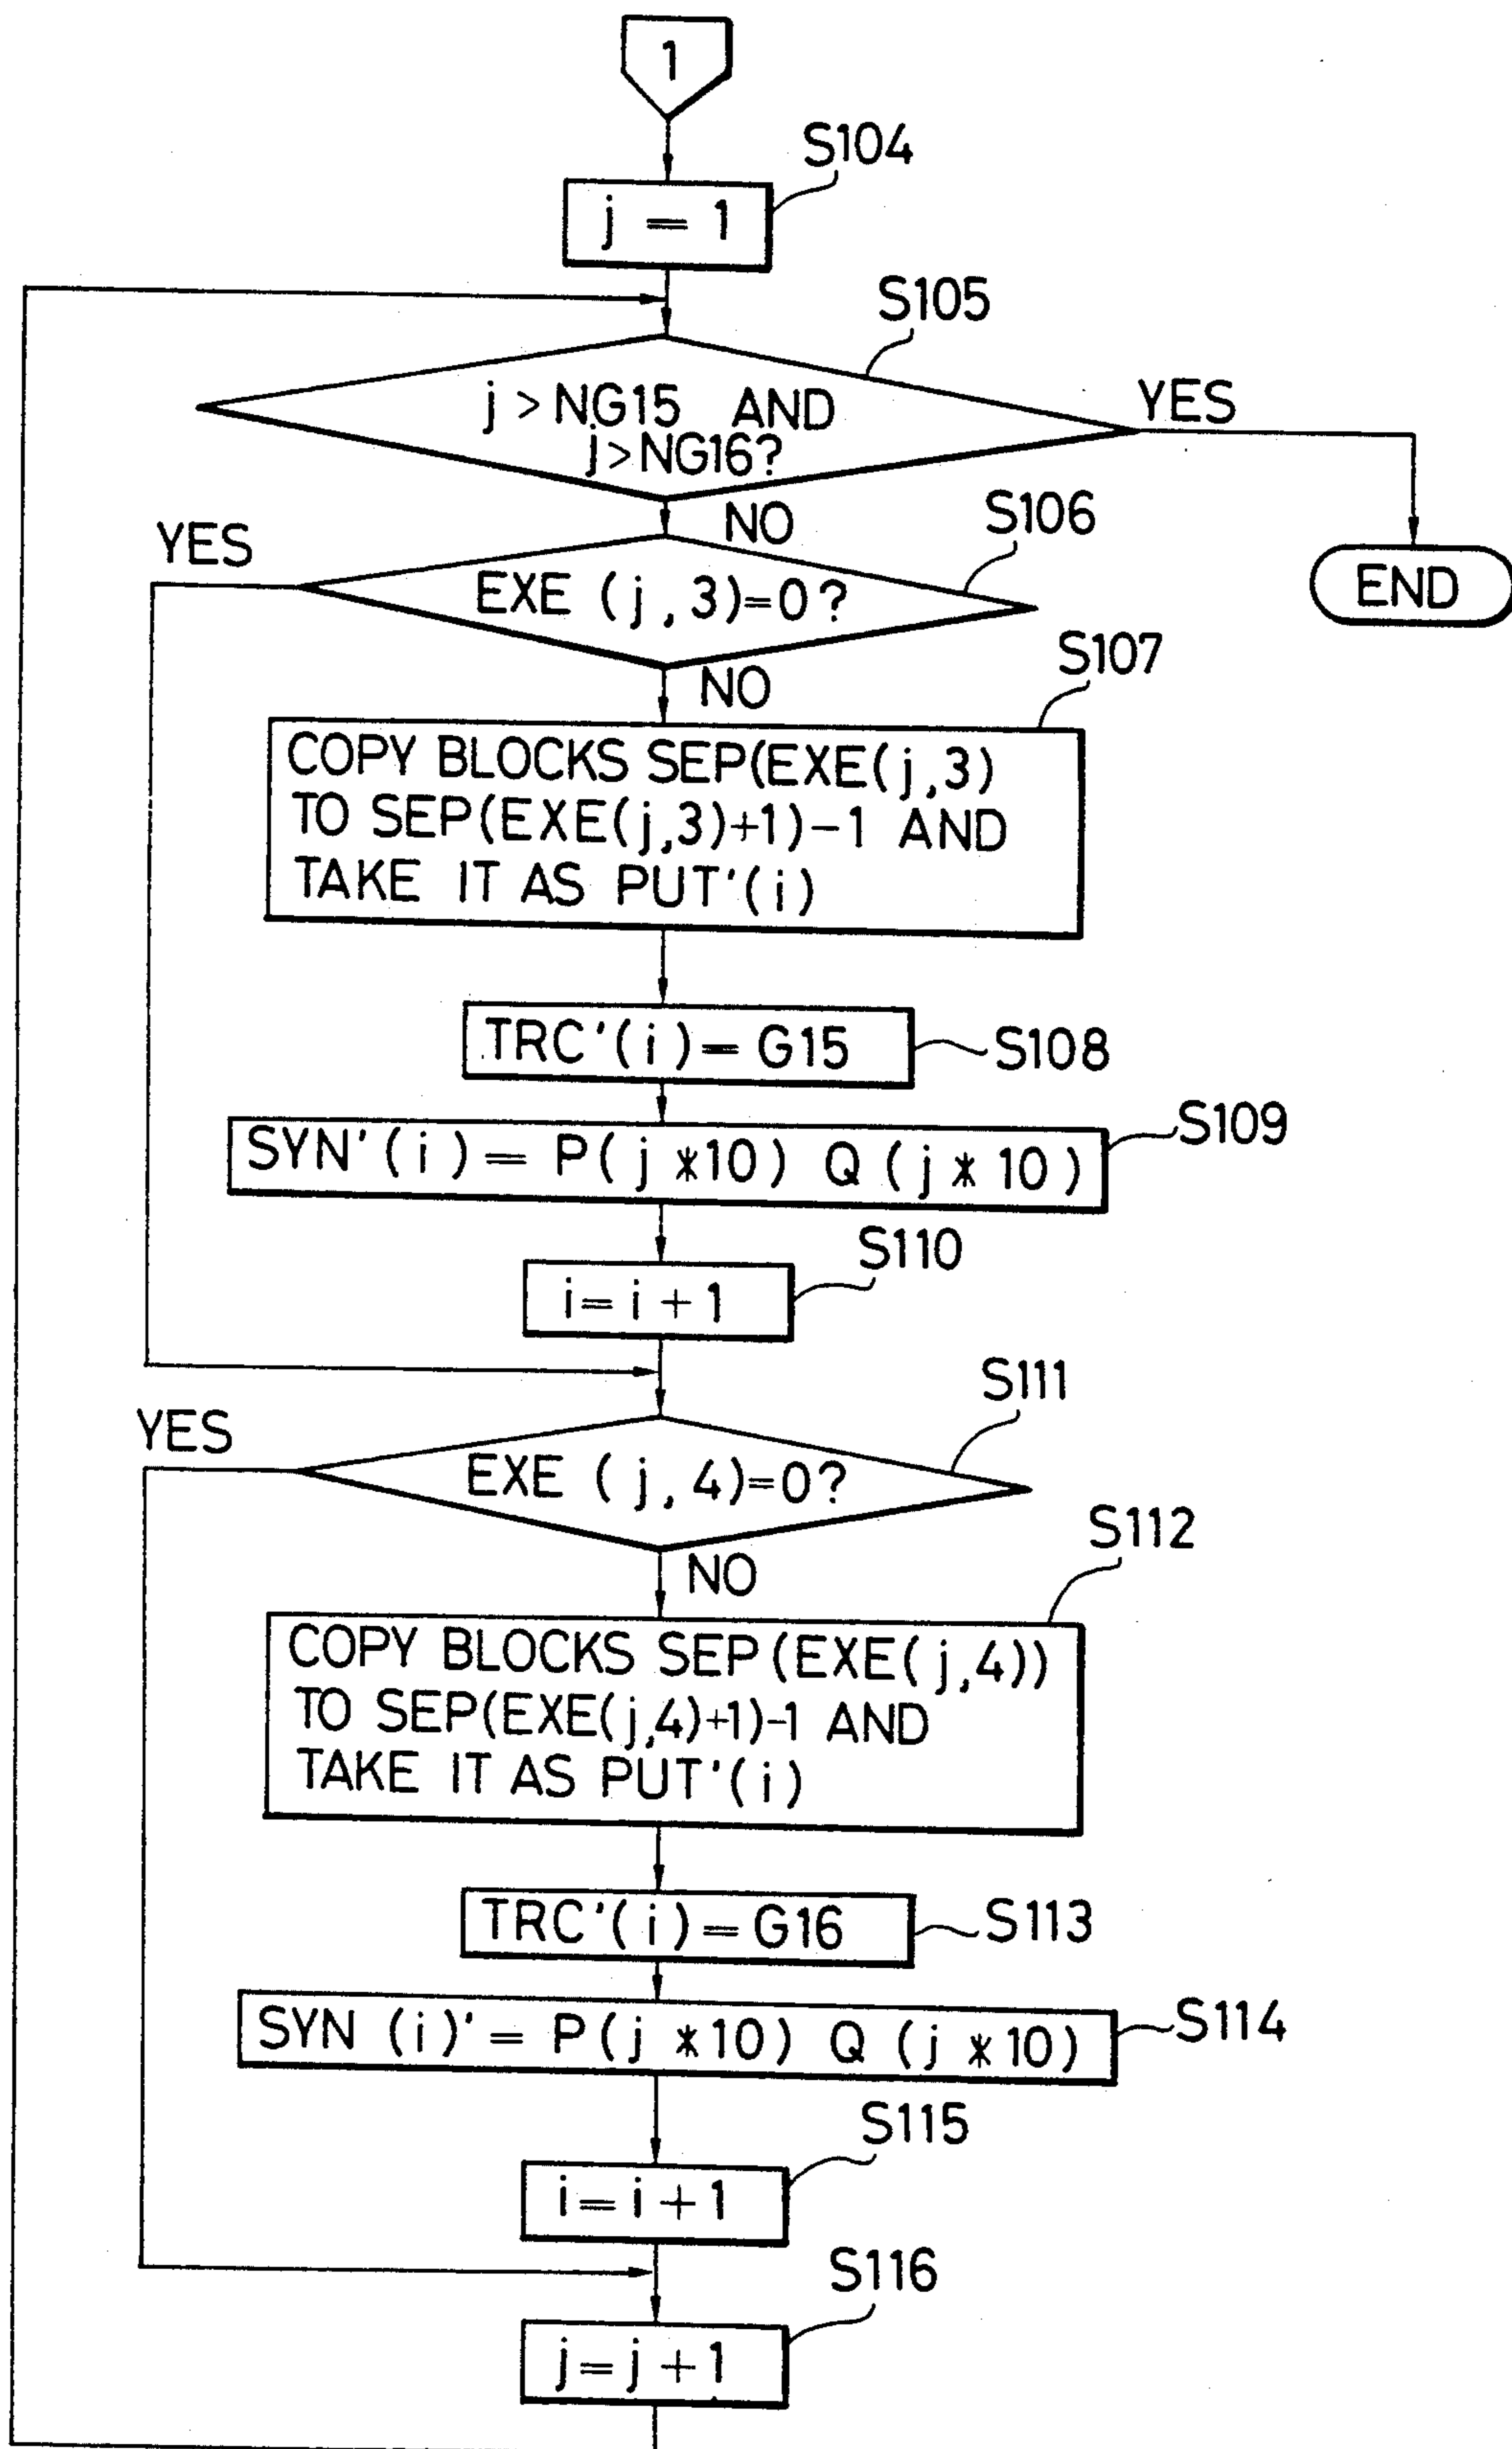 1
S104
j = 1
S105
j > NG15 AND
j>NG16?
YES
NO
S106
YES
EXE (j, 3)=0?
END
NO
S107
COPY BLOCKS SEP(EXE(j,3)
TO SEP(EXE(j,3)+1)-1 AND
TAKE IT AS PUT'(i)
TRC'(i) = G15
S108
S109
SYN'(i) = P(j *10) Q (j * 10)
S110
i = i + 1
S111
YES
EXE (j, 4)=0?
NO
S112
COPY BLOCKS SEP(EXE(j,4))
TO SEP(EXE(j,4)+1)-1 AND
TAKE IT AS PUT'(i)
TRC'(i) = G16
S113
SYN (i)' = P(j *10) Q (j * 10)
S114
S115
i = i + 1
S116
j = j + 1